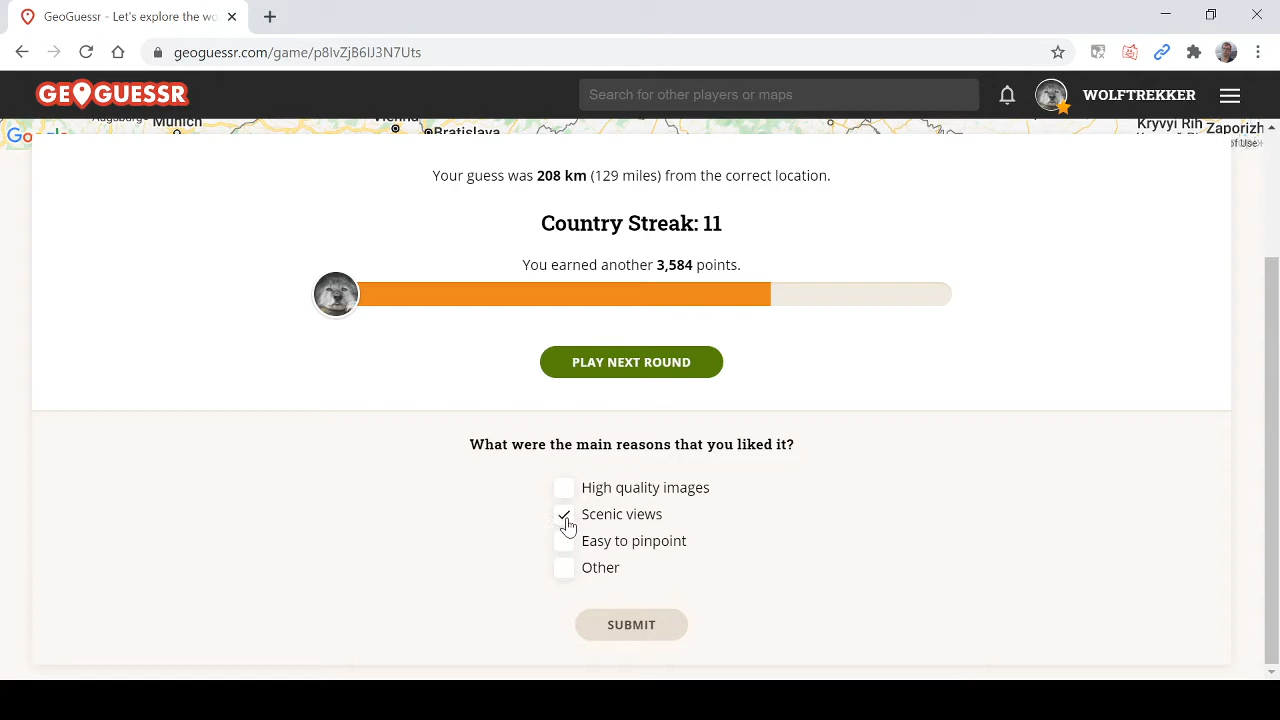 GeoGuessr - Let's explore the wo
geoguessr.com/game/p8lvZjB6lJ3N7Uts
GEOGUESSR
Search for other players or maps
WOLFTREKKER
Munich
Bratislava
Kryvyi Rih
Zaporizh
of Use
Your guess was 208 km (129 miles) from the correct location.
Country Streak: 11
You earned another 3,584 points.
PLAY NEXT ROUND
What were the main reasons that you liked it?
High quality images
Scenic views
Easy to pinpoint
Other
SUBMIT